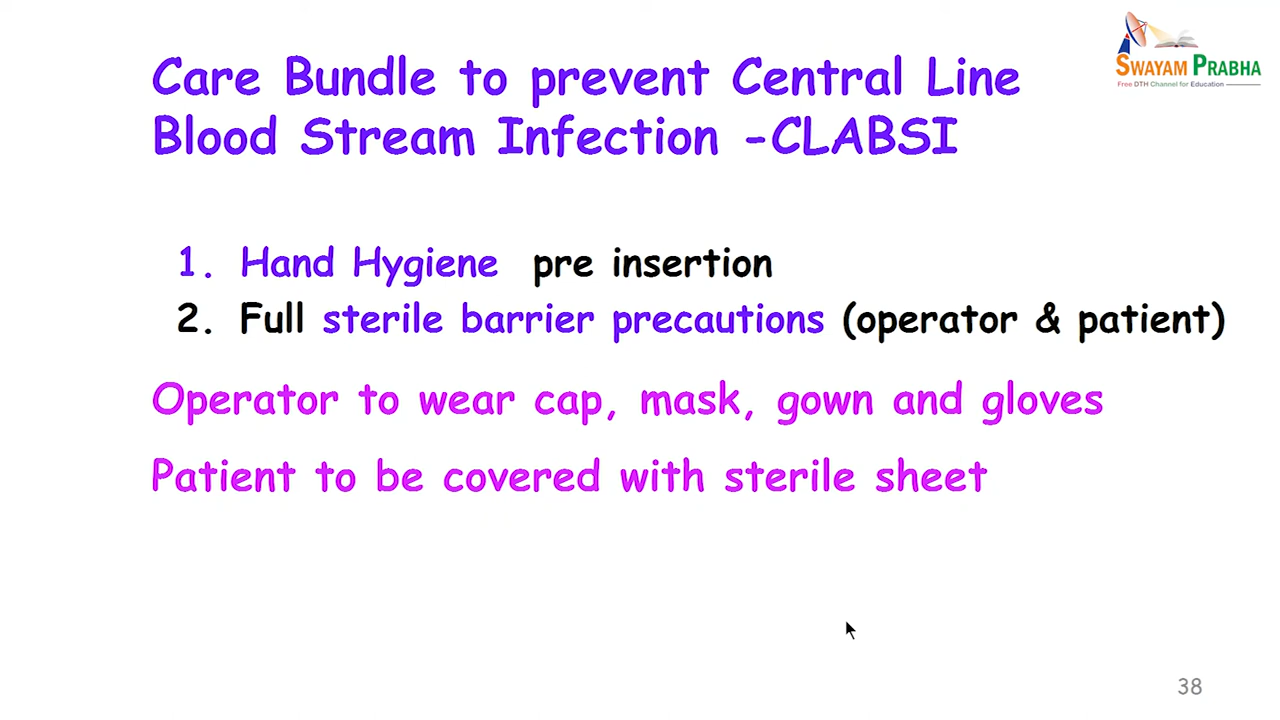 SWAYAM PRABHA
Free DTH Channel for Education
Care Bundle to prevent Central Line
Blood Stream Infection -CLABSI
1. Hand Hygiene pre insertion
2. Full sterile barrier precautions (operator & patient)
Operator to wear cap, mask, gown and gloves
Patient to be covered with sterile sheet
38